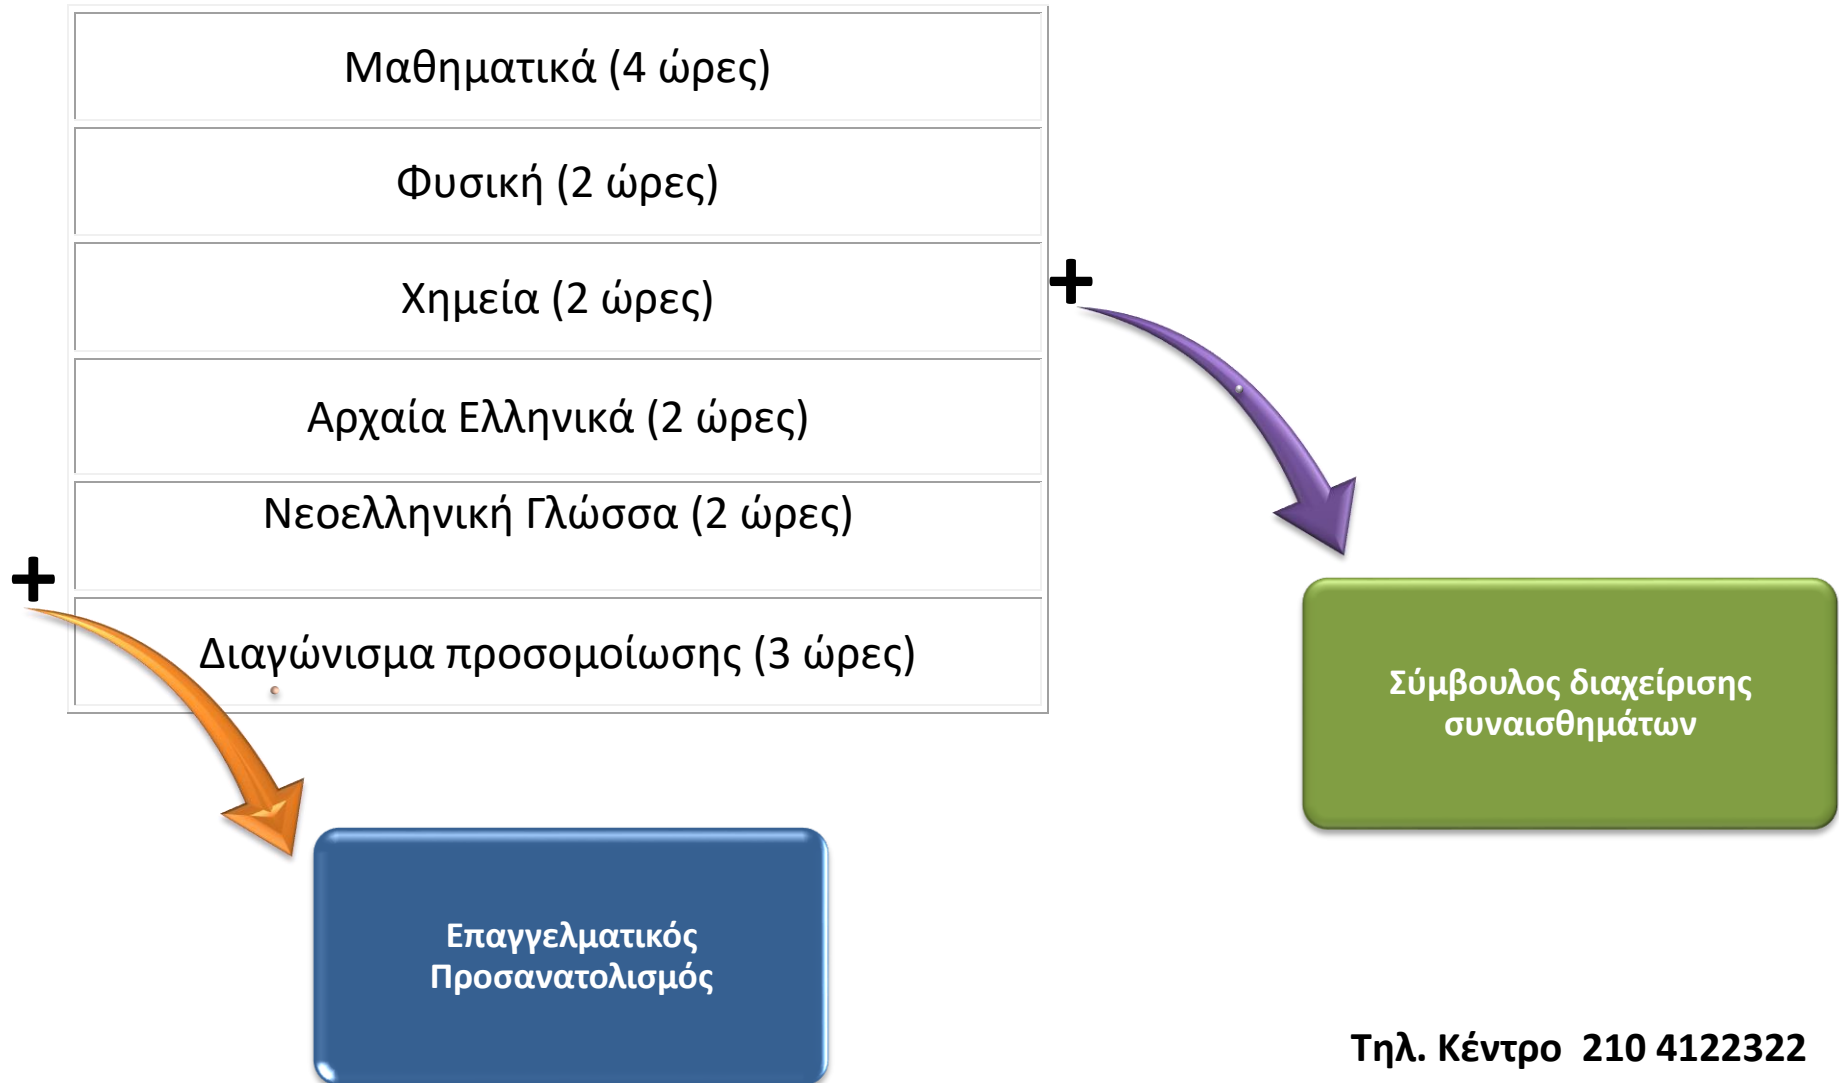 Μαθηματικά (4 ώρες)
Φυσική (2 ώρες)
Χημεία (2 ώρες)
+
Αρχαία Ελληνικά (2 ώρες)
Νεοελληνική Γλώσσα (2 ώρες)
+
Διαγώνισμα προσομοίωσης (3 ώρες)
Σύμβουλος διαχείρισης
συναισθημάτων
Επαγγελματικός
Προσανατολισμός
Τηλ. Κέντρο 210 4122322